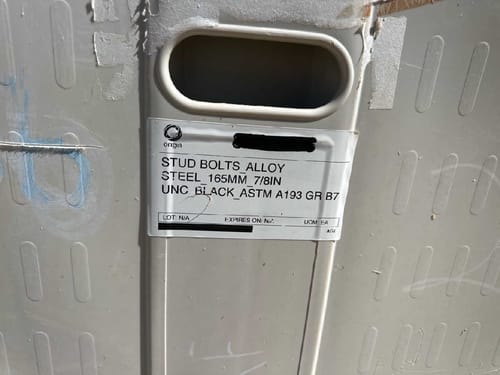 origin
STUD BOLTS_ALLOY
STEEL_165MM_7/8IN
UNC_BLACK_ASTM A193 GR B7
LOT: N/A EXPIRES ON: N/A UOM: EA